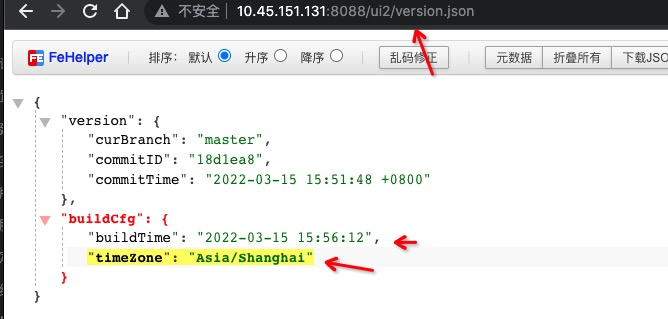 不安全 10.45.151.131:8088/ui2/version.json
FeHelper 排序： 默认 升序 降序 乱码修正 元数据 折叠所有 下载JSO
{
"version": {
"curBranch": "master",
"commitID": "18d1ea8",
"commitTime": "2022-03-15 15:51:48 +0800"
},
"buildCfg": {
"buildTime": "2022-03-15 15:56:12",
"timeZone": "Asia/Shanghai"
}
}